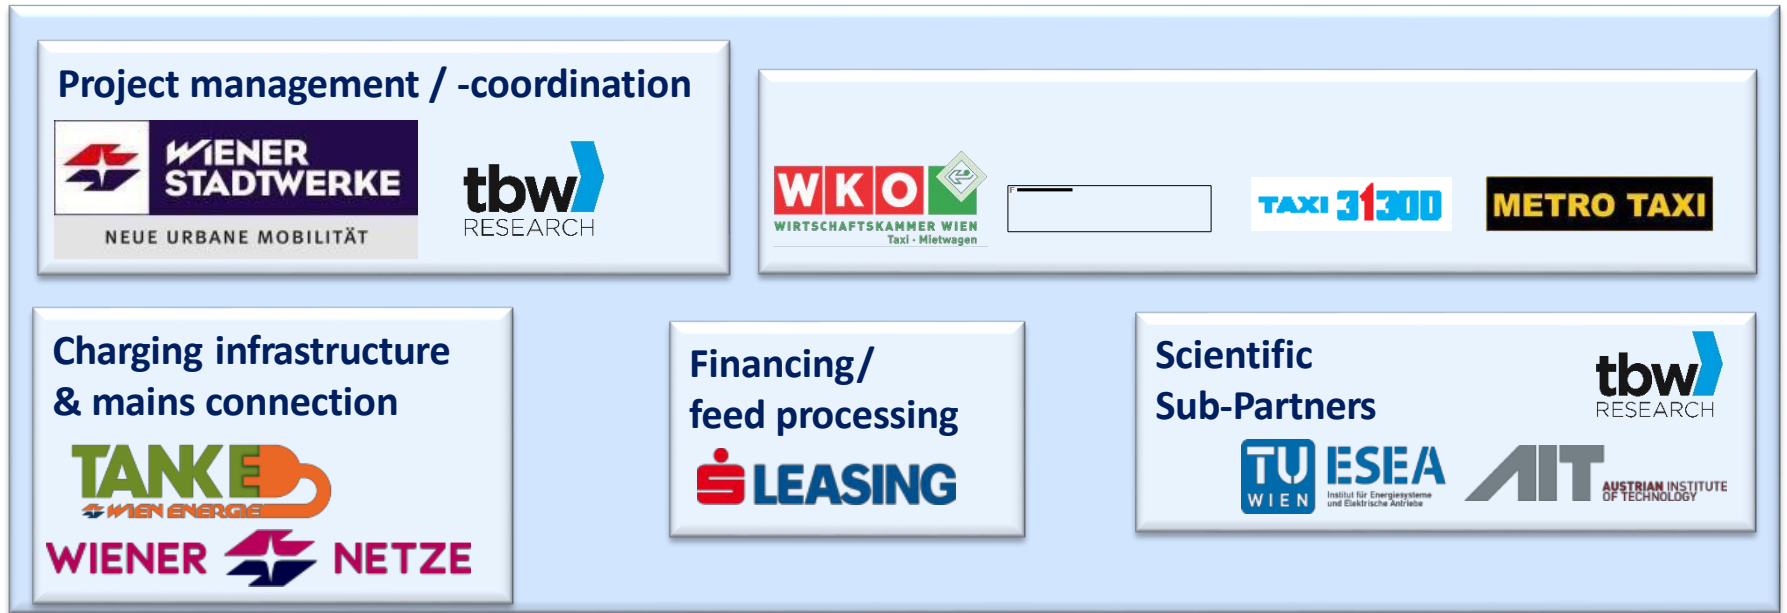 Project management / -coordination
WIENER
STADTWERKE
NEUE URBANE MOBILITÄT
tbw
RESEARCH
WKO
WIRTSCHAFTSKAMMER WIEN
Taxi - Mietwagen
F
TAXI 31300
METRO TAXI
Charging infrastructure
& mains connection
TANKE
WIEN ENERGIE
WIENER NETZE
Financing/
feed processing
S LEASING
Scientific
Sub-Partners
tbw
RESEARCH
TU
WIEN
ESEA
Institut für Energiesysteme
und Elektrische Antriebe
AIT
AUSTRIAN INSTITUTE
OF TECHNOLOGY